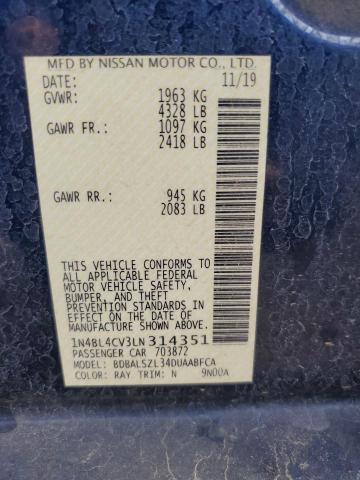 MFD BY NISSAN MOTOR CO., LTD.
DATE: 11/19
GVWR: 1963 KG
4328 LB
GAWR FR.: 1097 KG
2418 LB
GAWR RR.: 945 KG
2083 LB
THIS VEHICLE CONFORMS TO
ALL APPLICABLE FEDERAL
MOTOR VEHICLE SAFETY,
BUMPER, AND THEFT
PREVENTION STANDARDS IN
EFFECT ON THE DATE OF
MANUFACTURE SHOWN ABOVE.
1N4BL4CV3LN314351
PASSENGER CAR 703872
MODEL: BDBALSZL34DUAABFCA
COLOR: RAY TRIM: N 9N00A